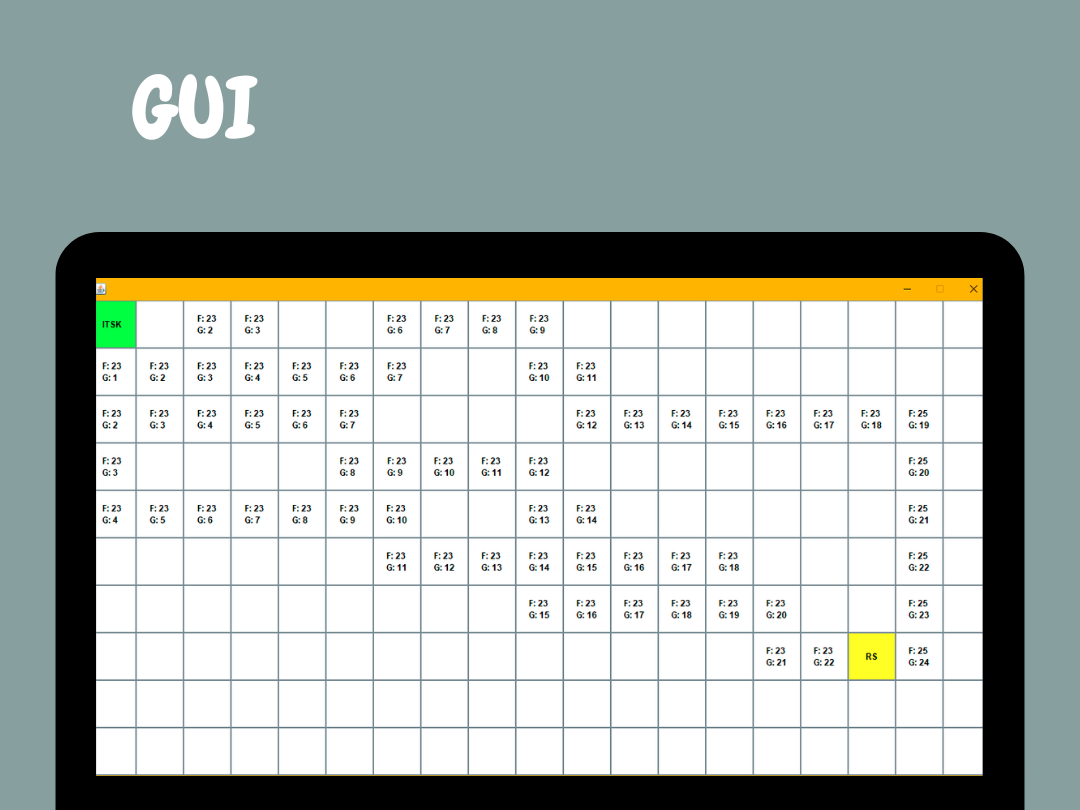 GUI
ITSK F: 23 F: 23 F: 23 F: 23 F: 23 F: 23
G: 2 G: 3 G: 6 G: 7 G: 8 G: 9
F: 23 F: 23 F: 23 F: 23 F: 23 F: 23 F: 23 F: 23 F: 23
G: 1 G: 2 G: 3 G: 4 G: 5 G: 6 G: 7 G: 10 G: 11
F: 23 F: 23 F: 23 F: 23 F: 23 F: 23 F: 23 F: 23 F: 23 F: 23 F: 23 F: 23 F: 23 F: 25
G: 2 G: 3 G: 4 G: 5 G: 6 G: 7 G: 12 G: 13 G: 14 G: 15 G: 16 G: 17 G: 18 G: 19
F: 23 F: 23 F: 23 F: 23 F: 23 F: 23 F: 25
G: 3 G: 8 G: 9 G: 10 G: 11 G: 12 G: 20
F: 23 F: 23 F: 23 F: 23 F: 23 F: 23 F: 23 F: 23 F: 23 F: 25
G: 4 G: 5 G: 6 G: 7 G: 8 G: 9 G: 10 G: 13 G: 14 G: 21
F: 23 F: 23 F: 23 F: 23 F: 23 F: 23 F: 23 F: 23 F: 25
G: 11 G: 12 G: 13 G: 14 G: 15 G: 16 G: 17 G: 18 G: 22
F: 23 F: 23 F: 23 F: 23 F: 23 F: 23 F: 25
G: 15 G: 16 G: 17 G: 18 G: 19 G: 20 G: 23
F: 23 F: 23 RS F: 25
G: 21 G: 22 G: 24